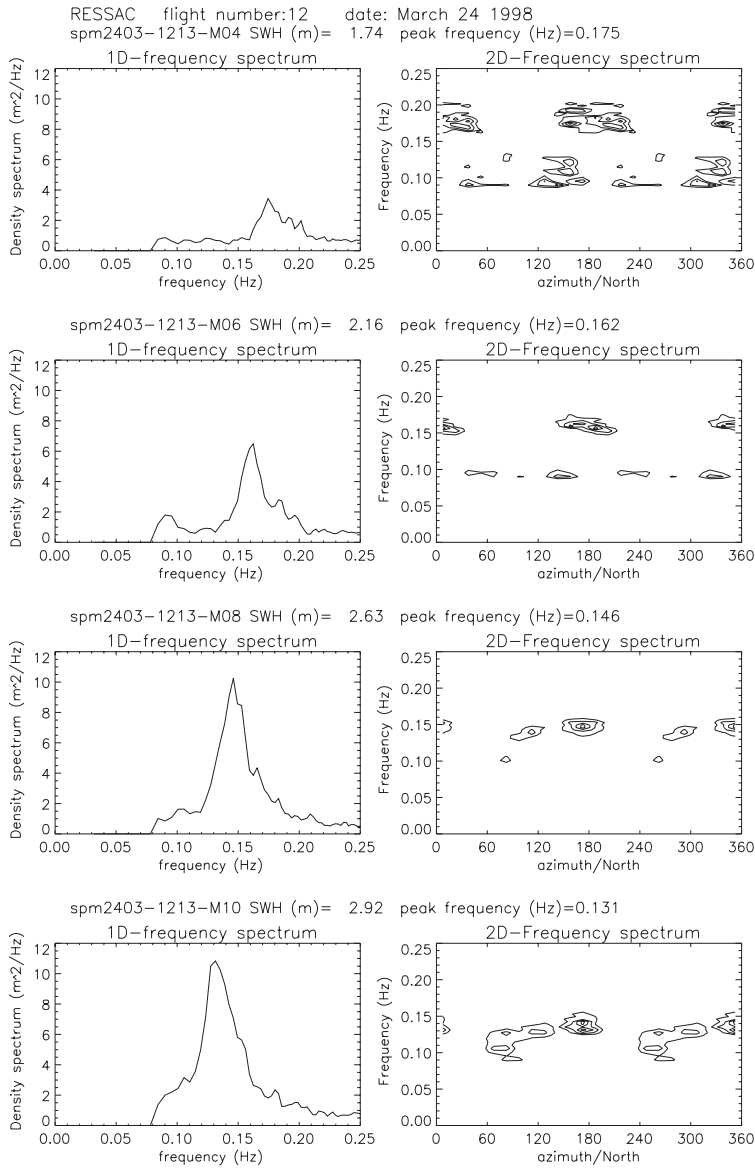 RESSAC flight number:12 date: March 24 1998
spm2403-1213-M04 SWH (m)= 1.74 peak frequency (Hz)=0.175
1D-frequency spectrum
2D-Frequency spectrum
Density spectrum (m^2/Hz)
12
10
8
6
4
2
0
0.00 0.05 0.10 0.15 0.20 0.25
frequency (Hz)
Frequency (Hz)
0.25
0.20
0.15
0.10
0.05
0.00
0 60 120 180 240 300 360
azimuth/North
spm2403-1213-M06 SWH (m)= 2.16 peak frequency (Hz)=0.162
1D-frequency spectrum
2D-Frequency spectrum
Density spectrum (m^2/Hz)
12
10
8
6
4
2
0
0.00 0.05 0.10 0.15 0.20 0.25
frequency (Hz)
Frequency (Hz)
0.25
0.20
0.15
0.10
0.05
0.00
0 60 120 180 240 300 360
azimuth/North
spm2403-1213-M08 SWH (m)= 2.63 peak frequency (Hz)=0.146
1D-frequency spectrum
2D-Frequency spectrum
Density spectrum (m^2/Hz)
12
10
8
6
4
2
0
0.00 0.05 0.10 0.15 0.20 0.25
frequency (Hz)
Frequency (Hz)
0.25
0.20
0.15
0.10
0.05
0.00
0 60 120 180 240 300 360
azimuth/North
spm2403-1213-M10 SWH (m)= 2.92 peak frequency (Hz)=0.131
1D-frequency spectrum
2D-Frequency spectrum
Density spectrum (m^2/Hz)
12
10
8
6
4
2
0
0.00 0.05 0.10 0.15 0.20 0.25
frequency (Hz)
Frequency (Hz)
0.25
0.20
0.15
0.10
0.05
0.00
0 60 120 180 240 300 360
azimuth/North